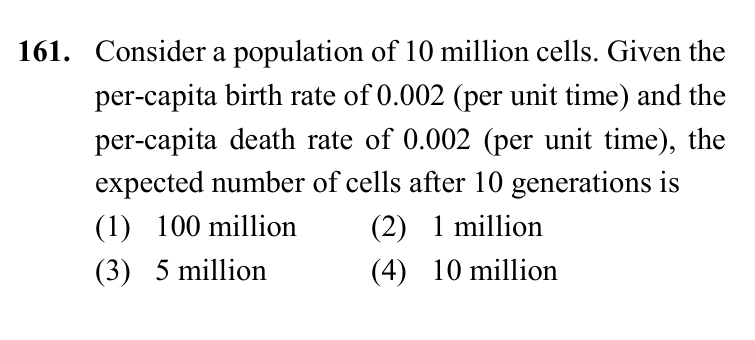 161. Consider a population of 10 million cells. Given the
per-capita birth rate of 0.002 (per unit time) and the
per-capita death rate of 0.002 (per unit time), the
expected number of cells after 10 generations is
(1) 100 million (2) 1 million
(3) 5 million (4) 10 million